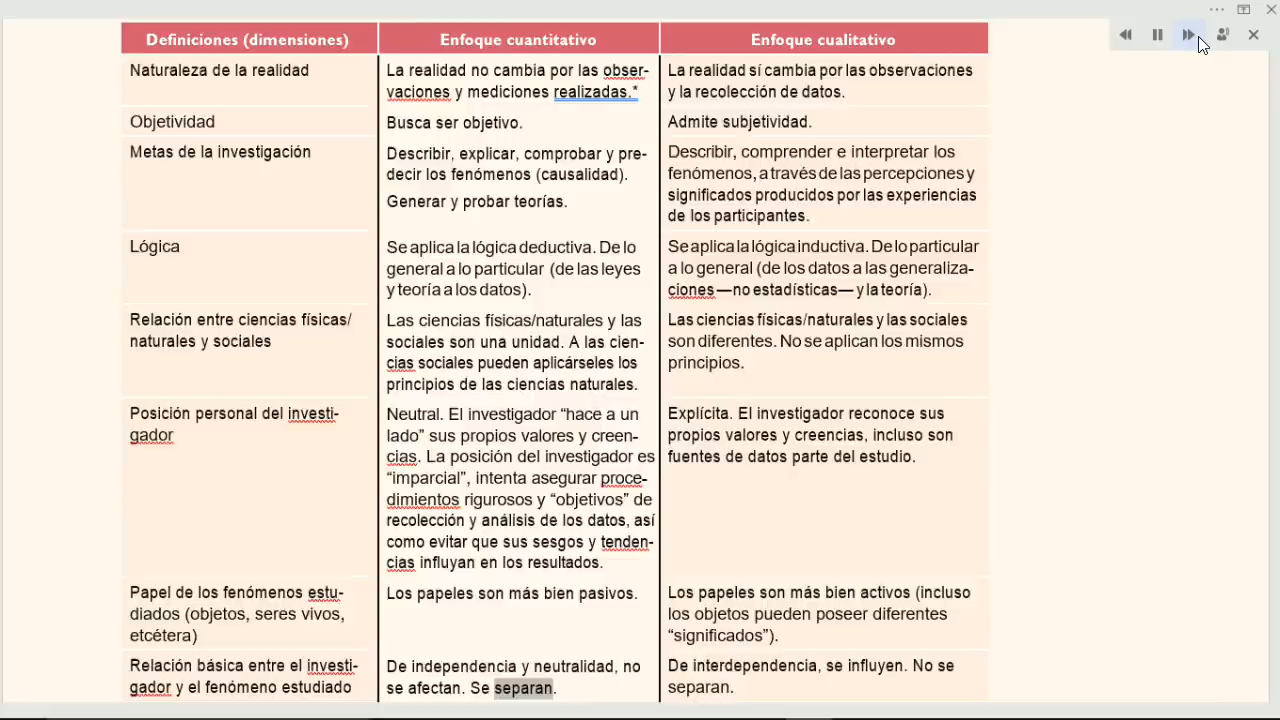 Definiciones (dimensiones) Enfoque cuantitativo Enfoque cualitativo
Naturaleza de la realidad
La realidad no cambia por las obser-
vaciones y mediciones realizadas.*
La realidad sí cambia por las observaciones
y la recolección de datos.
Objetividad
Busca ser objetivo.
Admite subjetividad.
Metas de la investigación
Describir, explicar, comprobar y pre-
decir los fenómenos (causalidad).
Generar y probar teorías.
Describir, comprender e interpretar los
fenómenos, a través de las percepciones y
significados producidos por las experiencias
de los participantes.
Lógica
Se aplica la lógica deductiva. De lo
general a lo particular (de las leyes
y teoría a los datos).
Se aplica la lógica inductiva. De lo particular
a lo general (de los datos a las generaliza-
ciones —no estadísticas— y la teoría).
Relación entre ciencias físicas/
naturales y sociales
Las ciencias físicas/naturales y las
sociales son una unidad. A las cien-
cias sociales pueden aplicárseles los
principios de las ciencias naturales.
Las ciencias físicas/naturales y las sociales
son diferentes. No se aplican los mismos
principios.
Posición personal del investi-
gador
Neutral. El investigador “hace a un
lado” sus propios valores y creen-
cias. La posición del investigador es
“imparcial”, intenta asegurar proce-
dimientos rigurosos y “objetivos” de
recolección y análisis de los datos, así
como evitar que sus sesgos y tenden-
cias influyan en los resultados.
Explícita. El investigador reconoce sus
propios valores y creencias, incluso son
fuentes de datos parte del estudio.
Papel de los fenómenos estu-
diados (objetos, seres vivos,
etcétera)
Los papeles son más bien pasivos.
Los papeles son más bien activos (incluso
los objetos pueden poseer diferentes
“significados”).
Relación básica entre el investi-
gador y el fenómeno estudiado
De independencia y neutralidad, no
se afectan. Se separan.
De interdependencia, se influyen. No se
separan.